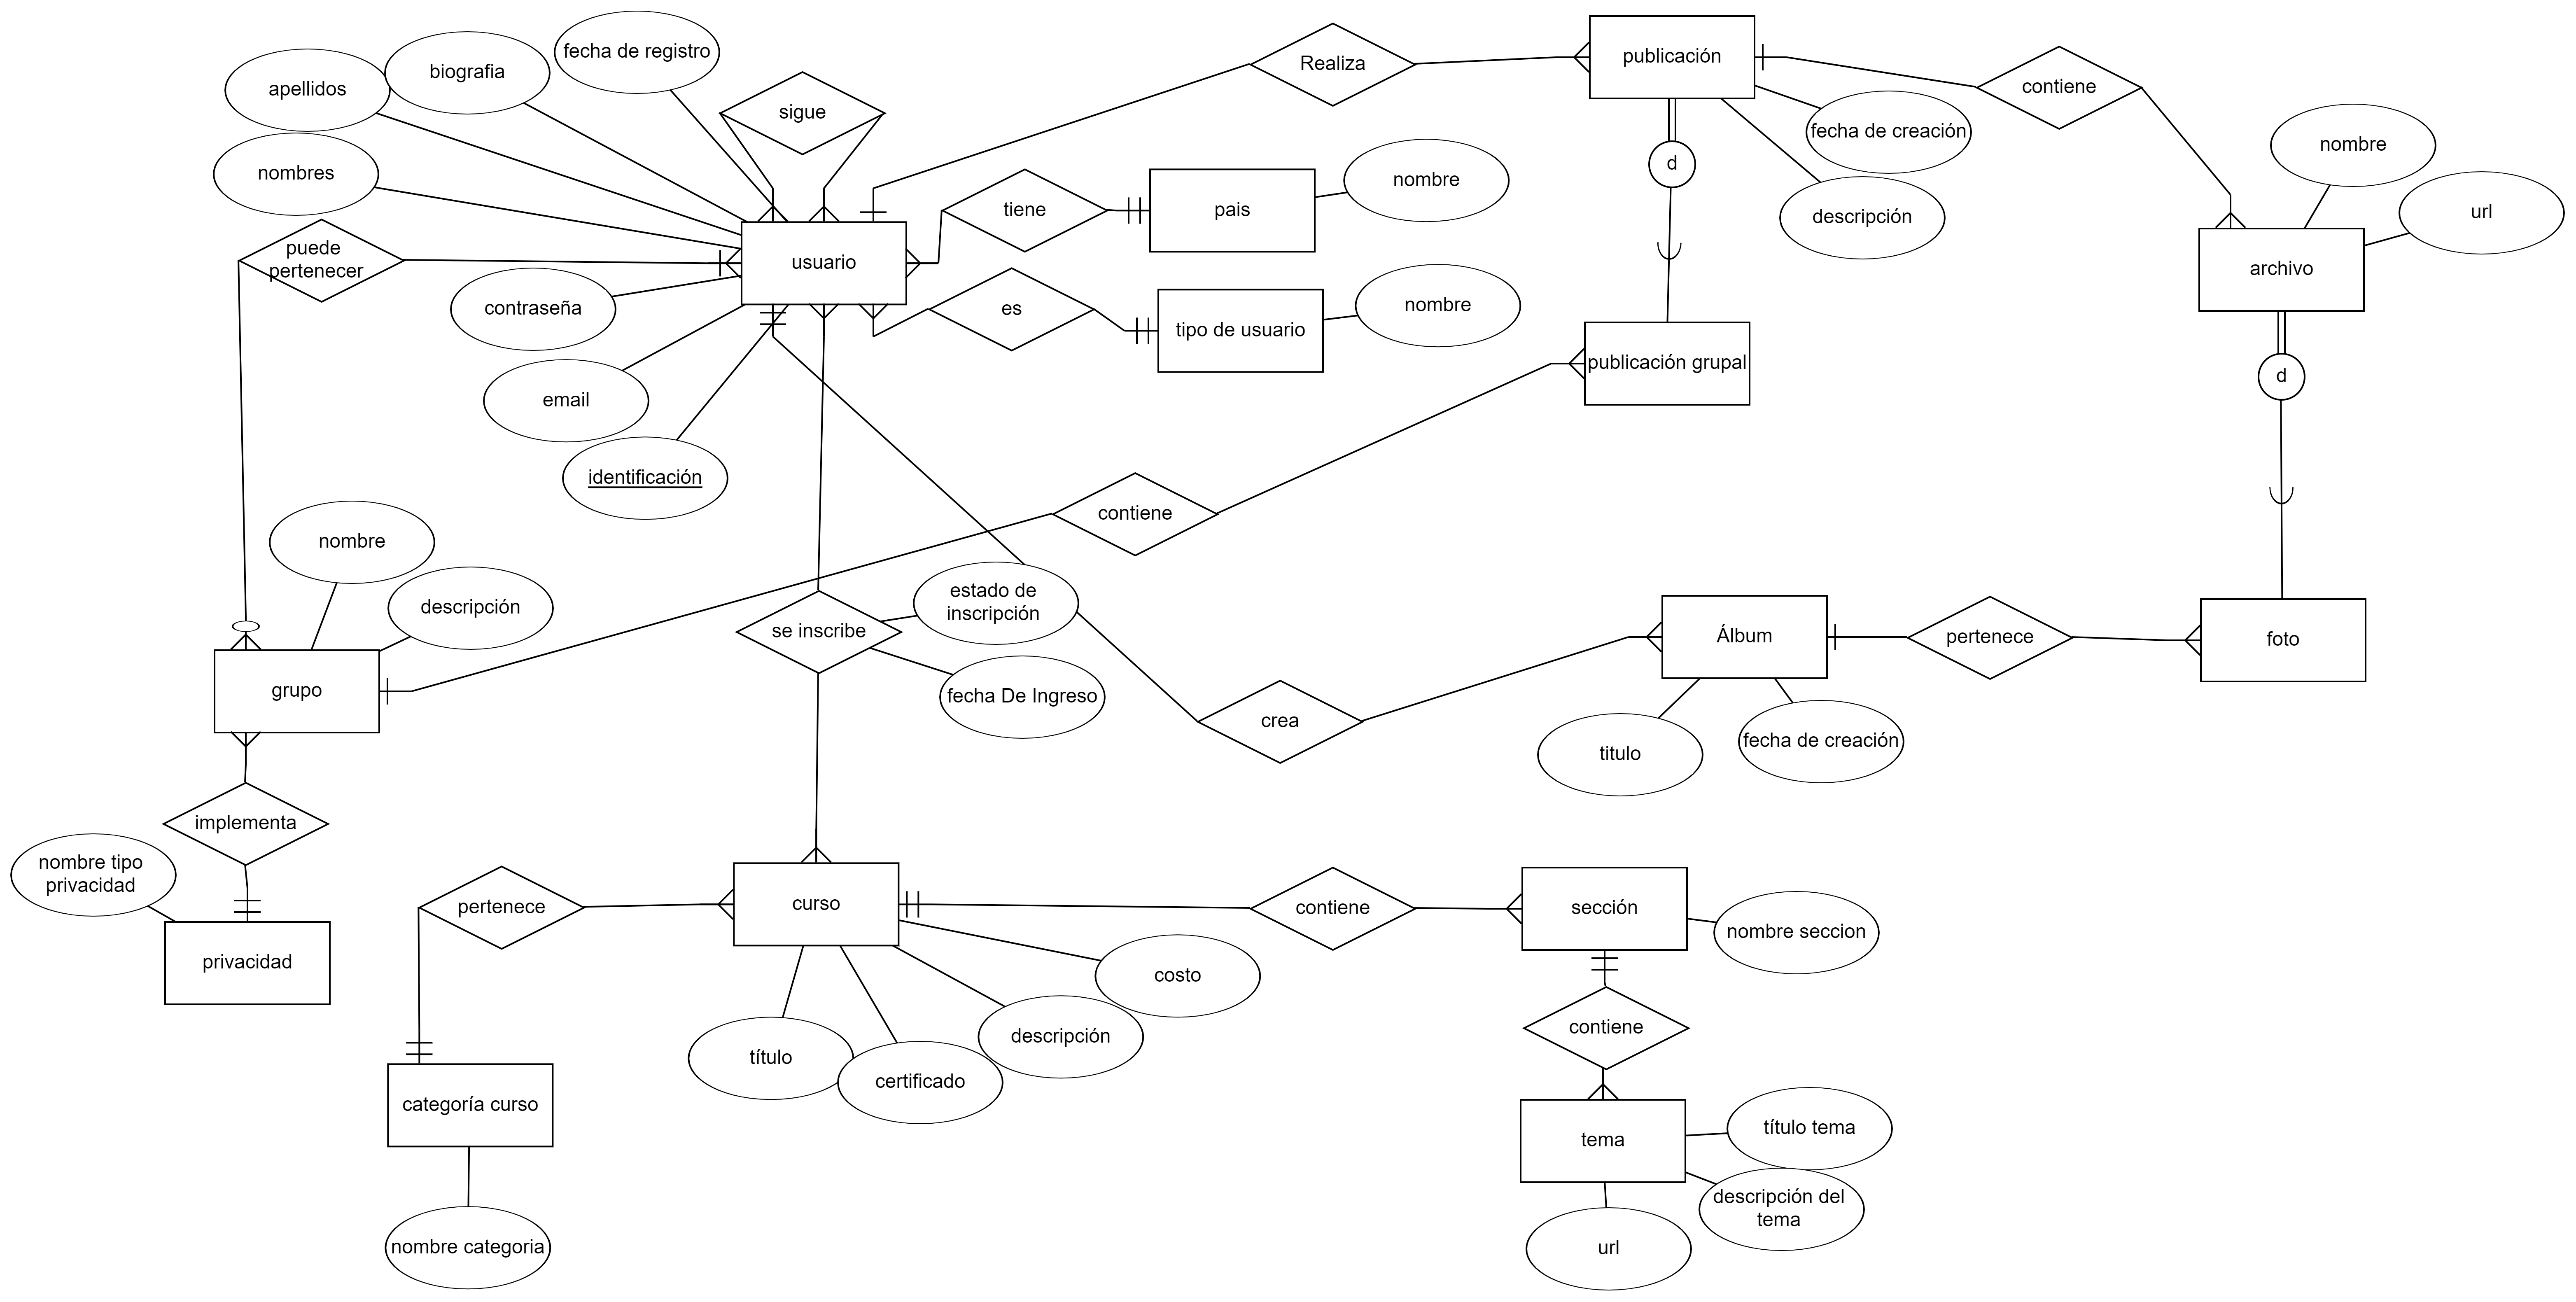 fecha de registro
biografia
apellidos
sigue
Realiza
publicación
contiene
fecha de creación
nombre
d
nombres
nombre
url
tiene
pais
descripción
puede
pertenecer
usuario
archivo
contraseña
es
nombre
tipo de usuario
publicación grupal
d
email
identificación
nombre
contiene
estado de
inscripción
descripción
se inscribe
Álbum
pertenece
foto
grupo
fecha De Ingreso
crea
titulo
fecha de creación
implementa
nombre tipo
privacidad
pertenece
curso
contiene
sección
nombre seccion
privacidad
costo
título
certificado
descripción
contiene
categoría curso
tema
título tema
descripción del
tema
nombre categoria
url